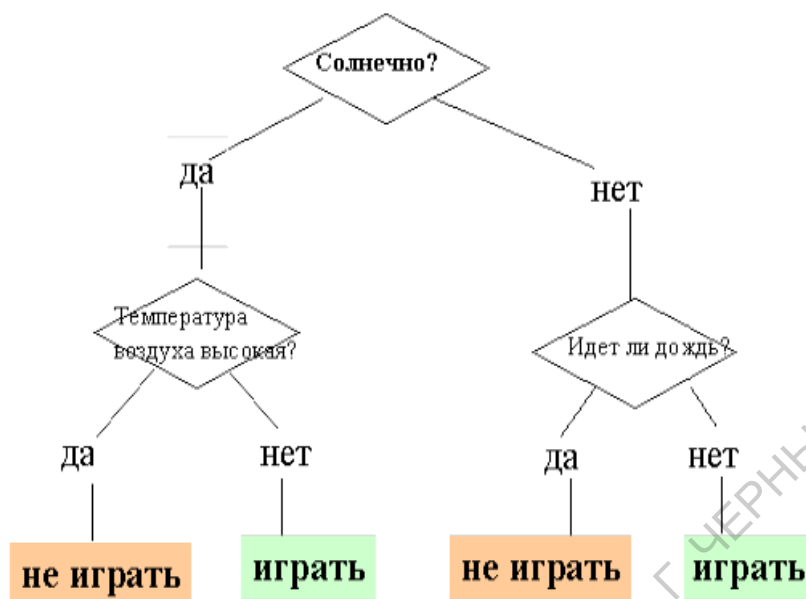 Солнечно?
да
нет
Температура
воздуха высокая?
Идет ли дождь?
да
нет
да
нет
не играть
играть
не играть
играть